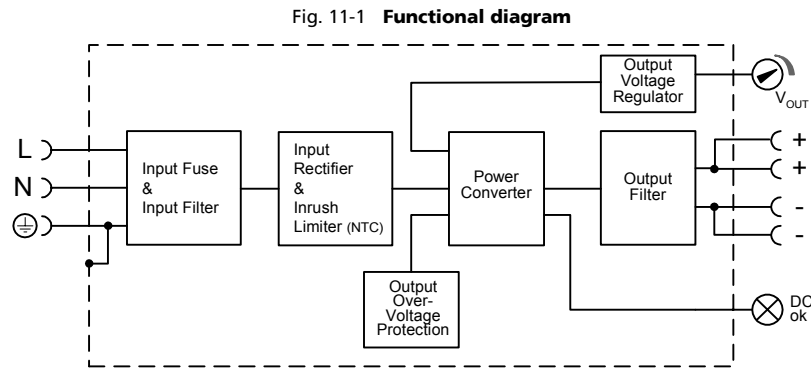 Fig. 11-1 Functional diagram
Output
Voltage
Regulator
VOUT
L
N
Input Fuse
&
Input Filter
Input
Rectifier
&
Inrush
Limiter (NTC)
Power
Converter
Output
Filter
+
+
-
-
Output
Over-
Voltage
Protection
DC
ok